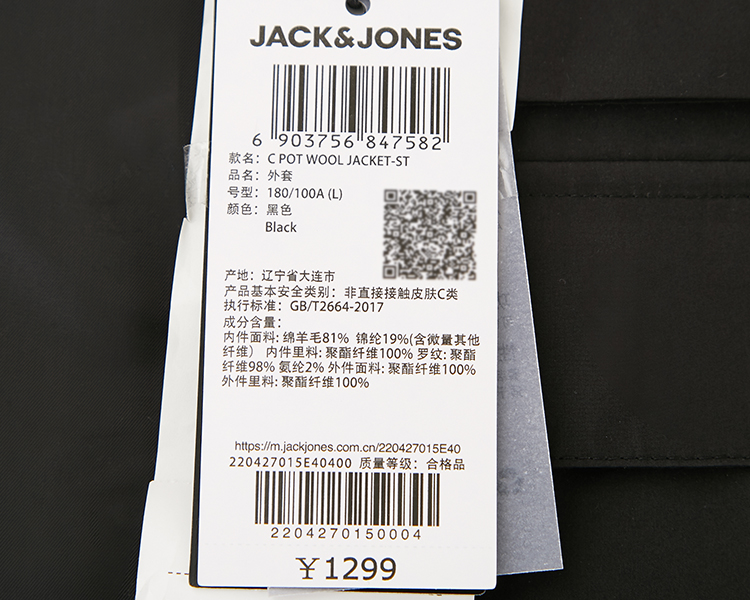 JACK&JONES
6 903756 847582
款名：C POT WOOL JACKET-ST
品名：外套
号型：180/100A (L)
颜色：黑色
Black
产地：辽宁省大连市
产品基本安全类别：非直接接触皮肤C类
执行标准：GB/T2664-2017
成分含量：
内件面料: 绵羊毛81% 锦纶19%(含微量其他
纤维） 内件里料: 聚酯纤维100% 罗纹: 聚酯
纤维98% 氨纶2% 外件面料: 聚酯纤维100%
外件里料: 聚酯纤维100%
https://m.jackjones.com.cn/220427015E40
220427015E40400 质量等级：合格品
2204270150004
￥1299